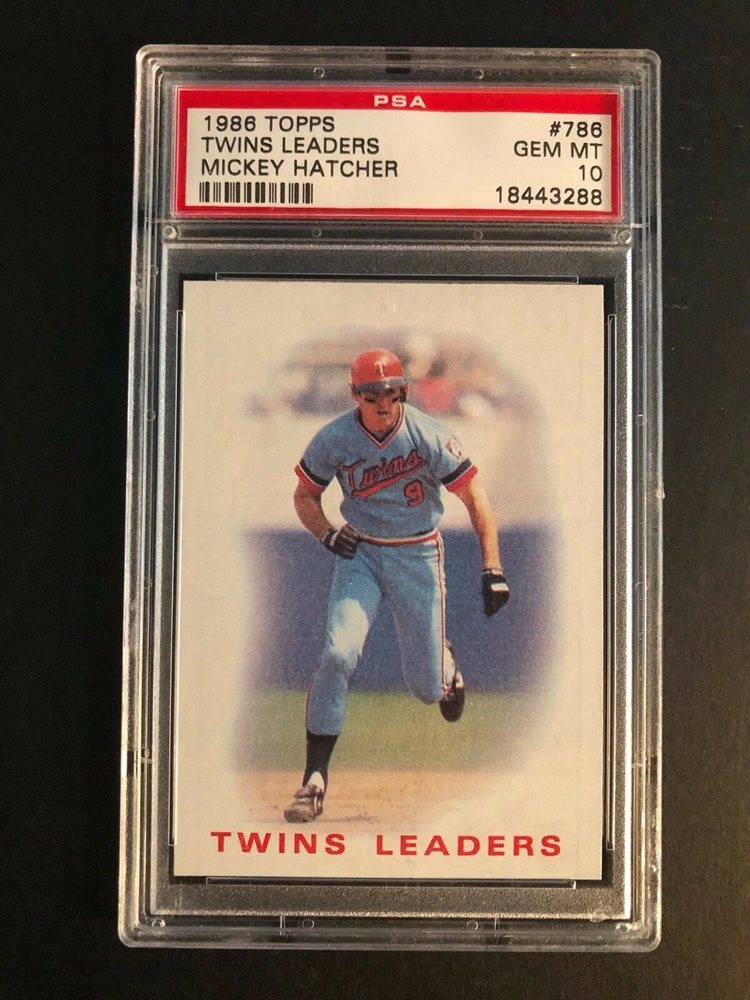 PSA
1986 TOPPS #786
TWINS LEADERS GEM MT
MICKEY HATCHER 10
18443288
T
Twins
9
TWINS LEADERS